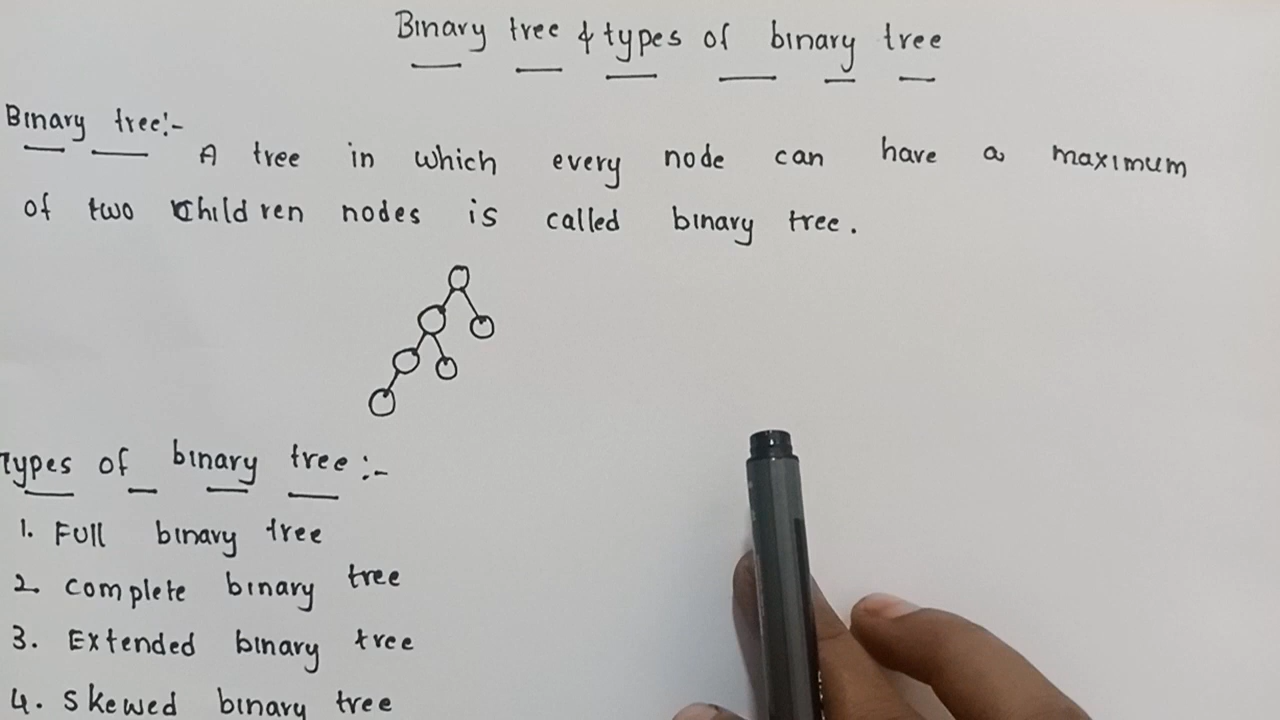 Binary tree & types of binary tree
Binary tree:-
A tree in which every node can have a maximum
of two children nodes is called binary tree.
Types of binary tree:-
1. Full binary tree
2. complete binary tree
3. Extended binary tree
4. skewed binary tree